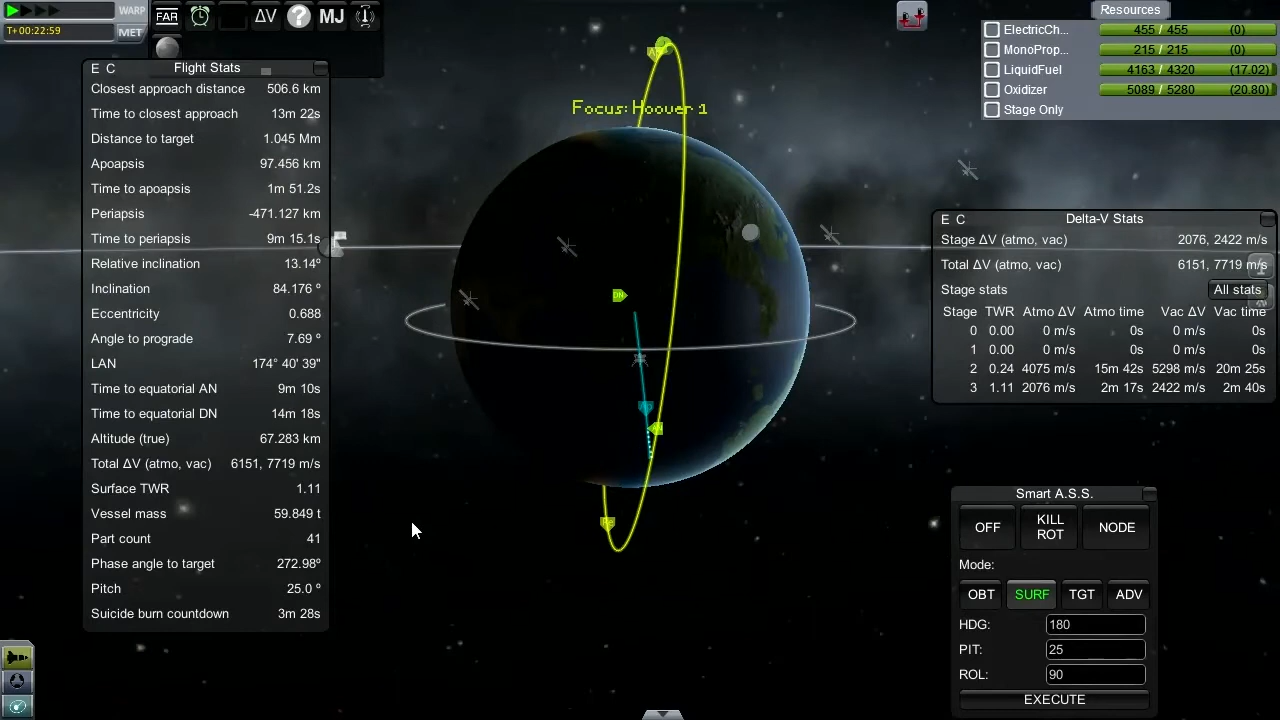 WARP
T+00:22:59
MET
FAR
ΔV
?
MJ
Resources
ElectricCh... 455 / 455 (0)
MonoProp... 215 / 215 (0)
LiquidFuel 4163 / 4320 (17.02)
Oxidizer 5089 / 5280 (20.80)
Stage Only
E C Flight Stats
Closest approach distance 506.6 km
Time to closest approach 13m 22s
Distance to target 1.045 Mm
Apoapsis 97.456 km
Time to apoapsis 1m 51.2s
Periapsis -471.127 km
Time to periapsis 9m 15.1s
Relative inclination 13.14º
Inclination 84.176 º
Eccentricity 0.688
Angle to prograde 7.69 º
LAN 174° 40' 39"
Time to equatorial AN 9m 10s
Time to equatorial DN 14m 18s
Altitude (true) 67.283 km
Total ΔV (atmo, vac) 6151, 7719 m/s
Surface TWR 1.11
Vessel mass 59.849 t
Part count 41
Phase angle to target 272.98º
Pitch 25.0 º
Suicide burn countdown 3m 28s
Focus: Hoover 1
DN
Ap
AN
Pe
E C Delta-V Stats
Stage ΔV (atmo, vac) 2076, 2422 m/s
Total ΔV (atmo, vac) 6151, 7719 m/s
Stage stats All stats
Stage TWR Atmo ΔV Atmo time Vac ΔV Vac time
0 0.00 0 m/s 0s 0 m/s 0s
1 0.00 0 m/s 0s 0 m/s 0s
2 0.24 4075 m/s 15m 42s 5298 m/s 20m 25s
3 1.11 2076 m/s 2m 17s 2422 m/s 2m 40s
Smart A.S.S.
OFF KILL ROT NODE
Mode:
OBT SURF TGT ADV
HDG: 180
PIT: 25
ROL: 90
EXECUTE